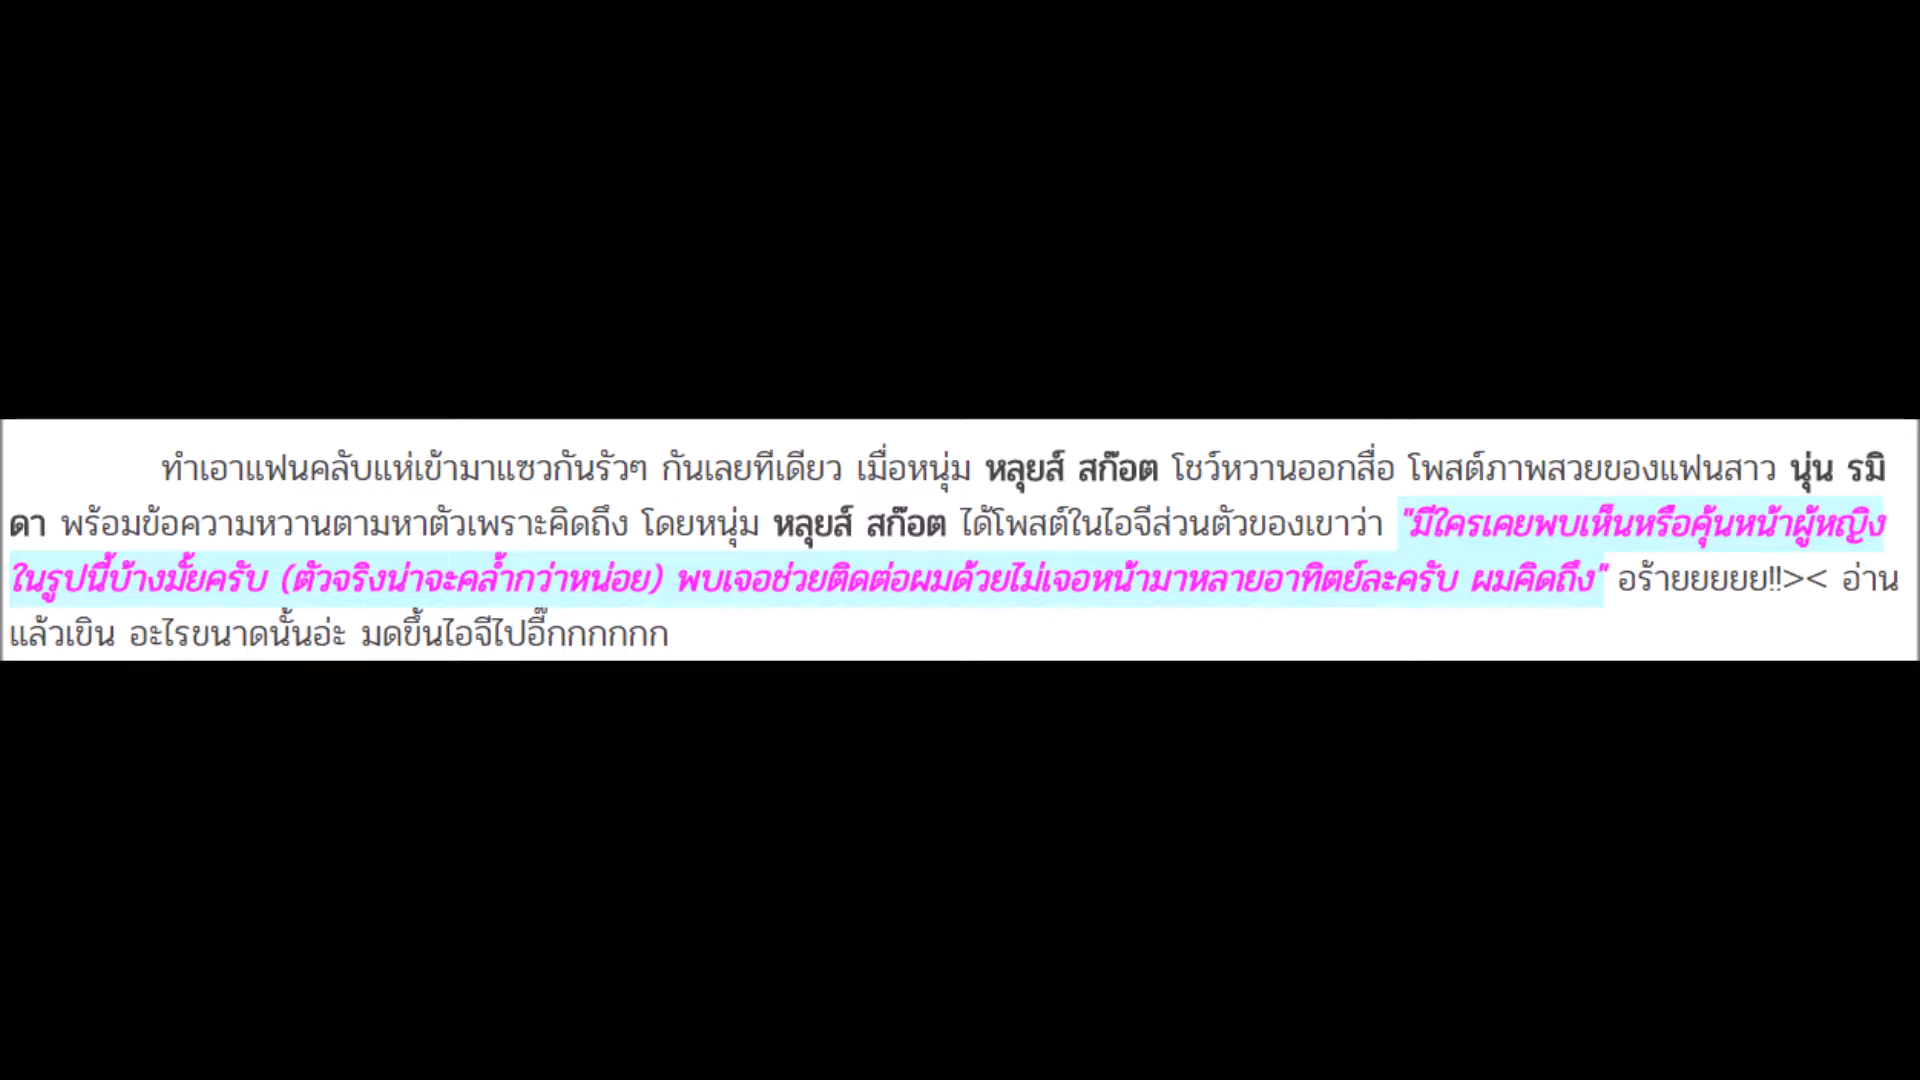 ทำเอาแฟนคลับแห่เข้ามาแซวกันรัวๆ กันเลยทีเดียว เมื่อหนุ่ม หลุยส์ สก๊อต โชว์หวานออกสื่อ โพสต์ภาพสวยของแฟนสาว นุ่น รมิ
ดา พร้อมข้อความหวานตามหาตัวเพราะคิดถึง โดยหนุ่ม หลุยส์ สก๊อต ได้โพสต์ในไอจีส่วนตัวของเขาว่า "มีใครเคยพบเห็นหรือคุ้นหน้าผู้หญิง
ในรูปนี้บ้างมั้ยครับ (ตัวจริงน่าจะคล้ำกว่าหน่อย) พบเจอช่วยติดต่อผมด้วยไม่เจอหน้ามาหลายอาทิตย์ละครับ ผมคิดถึง" อร้ายยยยย!!>< อ่าน
แล้วเขิน อะไรขนาดนั้นอ่ะ มดขึ้นไอจีไปอี๊กกกกกก